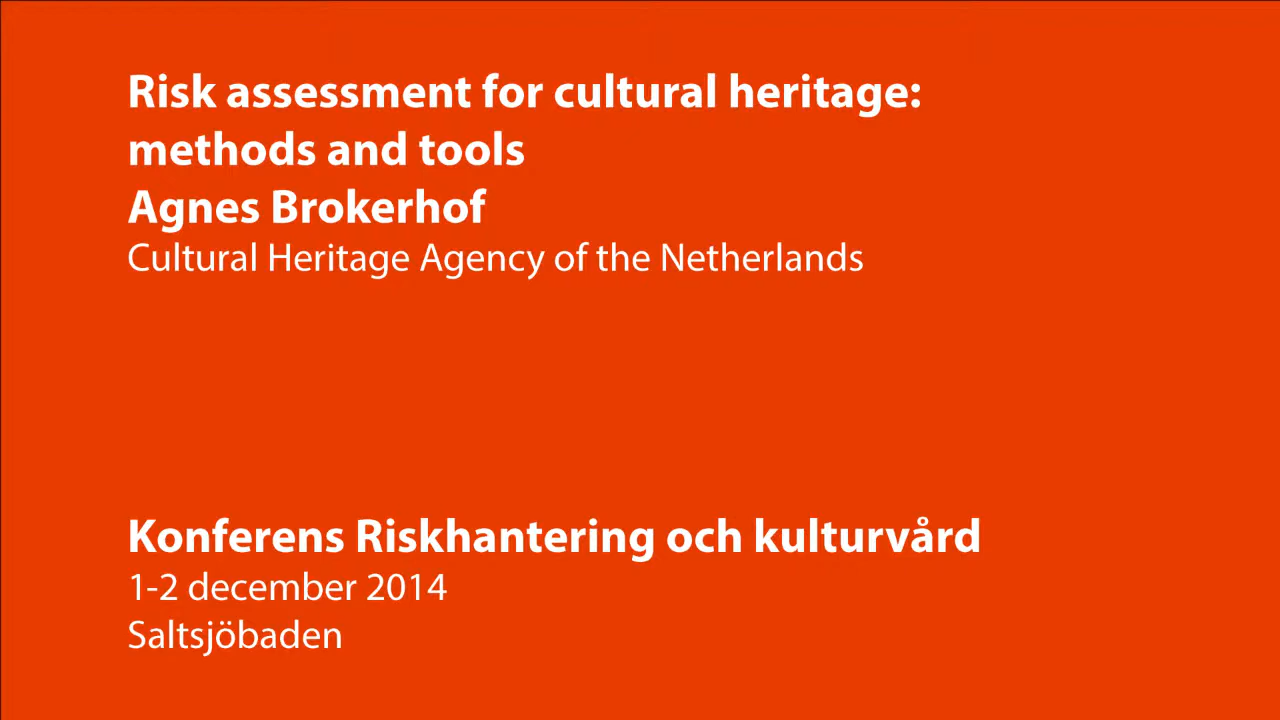 Risk assessment for cultural heritage:
methods and tools
Agnes Brokerhof
Cultural Heritage Agency of the Netherlands
Konferens Riskhantering och kulturvård
1-2 december 2014
Saltsjöbaden